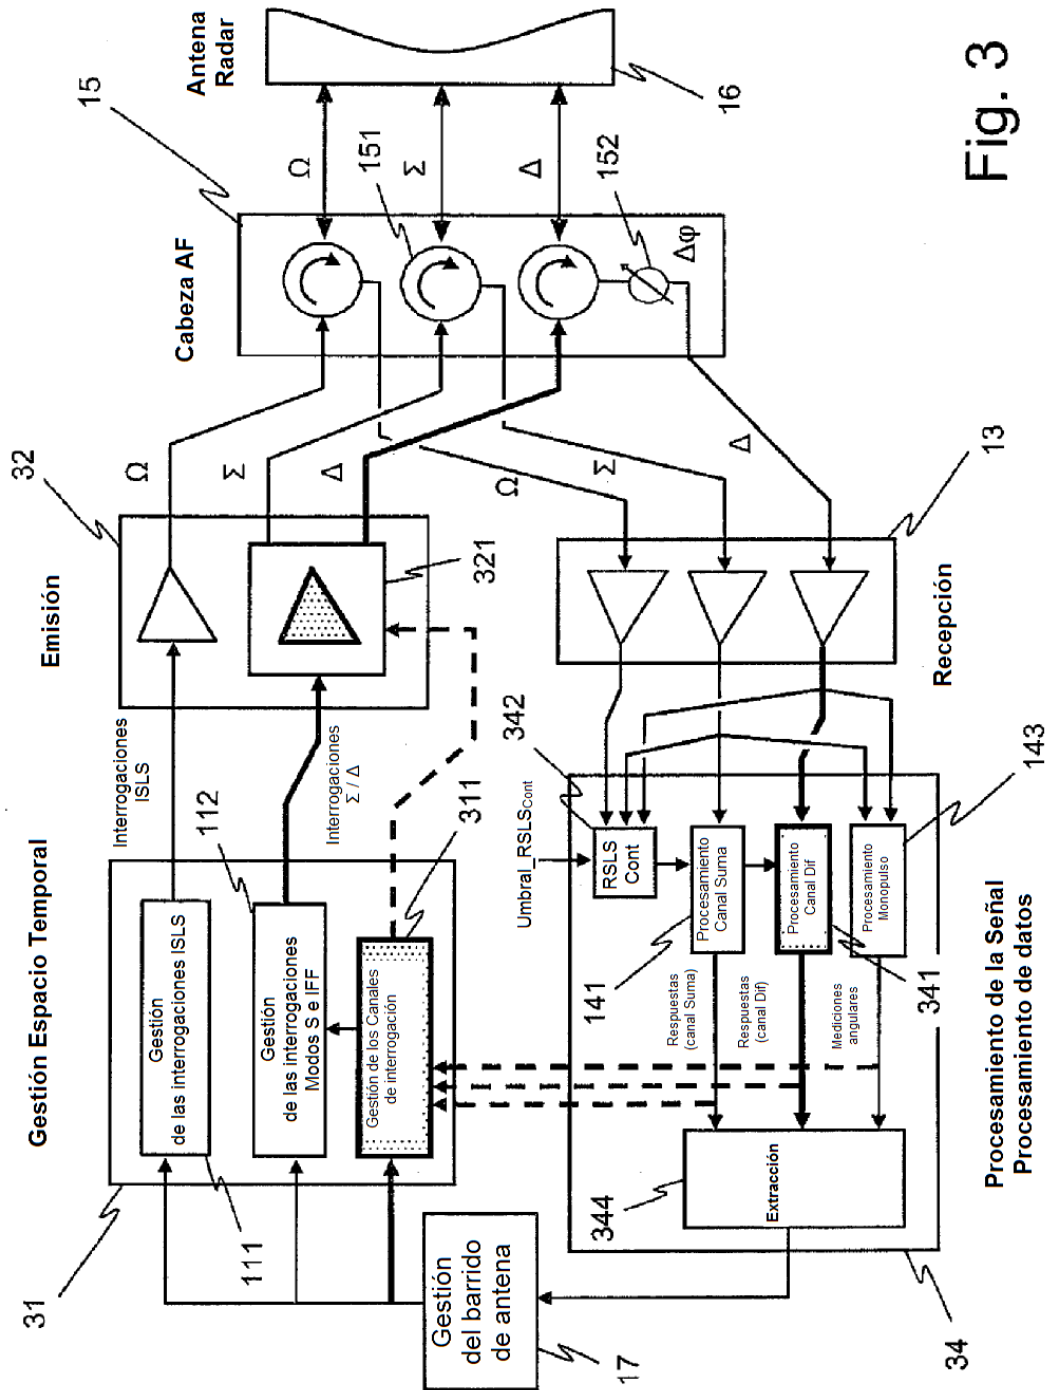 Gestión Espacio Temporal
31
111
Gestión
de las interrogaciones ISLS
112
Gestión
de las interrogaciones
Modos S e IFF
Gestión de los Canales
de interrogación
311
Gestión
del barrido
de antena
17
Interrogaciones
ISLS
Interrogaciones
Σ / Δ
Emisión
32
321
Ω
Σ
Δ
Cabeza AF
15
151
152
Δφ
Ω
Σ
Δ
Antena
Radar
16
Ω
Σ
Δ
Recepción
13
Umbral_RSLScont
342
RSLS
Cont
Procesamiento
Canal Suma
141
Procesamiento
Canal Dif
341
Procesamiento
Monopulso
143
Respuestas
(canal Suma)
Respuestas
(canal Dif)
Mediciones
angulares
Extracción
344
34
Procesamiento de la Señal
Procesamiento de datos
Fig. 3